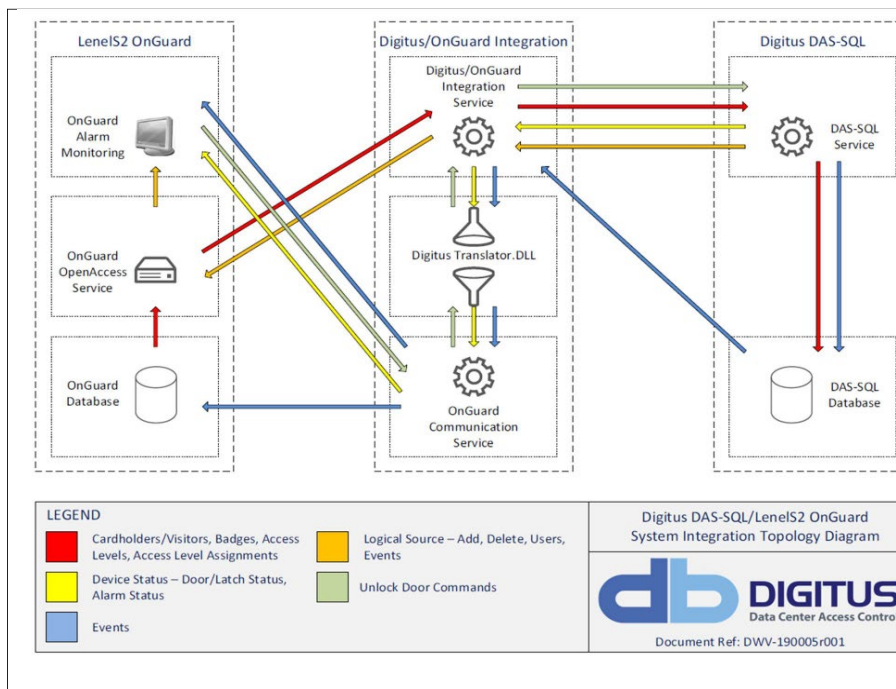 LenelS2 OnGuard
Digitus/OnGuard Integration
Digitus DAS-SQL
OnGuard
Alarm
Monitoring
Digitus/OnGuard
Integration
Service
DAS-SQL
Service
OnGuard
OpenAccess
Service
Digitus Translator.DLL
OnGuard
Database
OnGuard
Communication
Service
DAS-SQL
Database
LEGEND
Cardholders/Visitors, Badges, Access
Levels, Access Level Assignments
Logical Source – Add, Delete, Users,
Events
Device Status – Door/Latch Status,
Alarm Status
Unlock Door Commands
Events
Digitus DAS-SQL/LenelS2 OnGuard
System Integration Topology Diagram
db DIGITUS
Data Center Access Control
Document Ref: DWV-190005r001